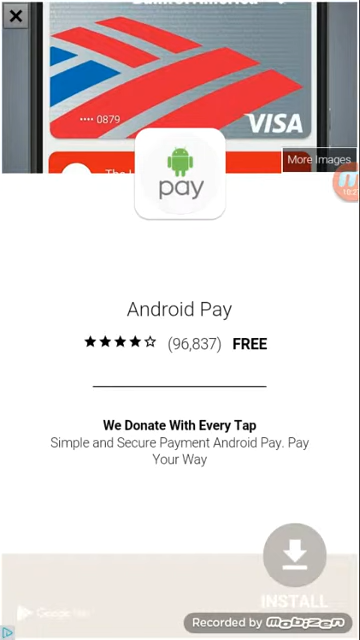 •••• 0879
VISA
More Images
pay
Android Pay
(96,837) FREE
We Donate With Every Tap
Simple and Secure Payment Android Pay. Pay
Your Way
INSTALL
Google
Recorded by mobizen